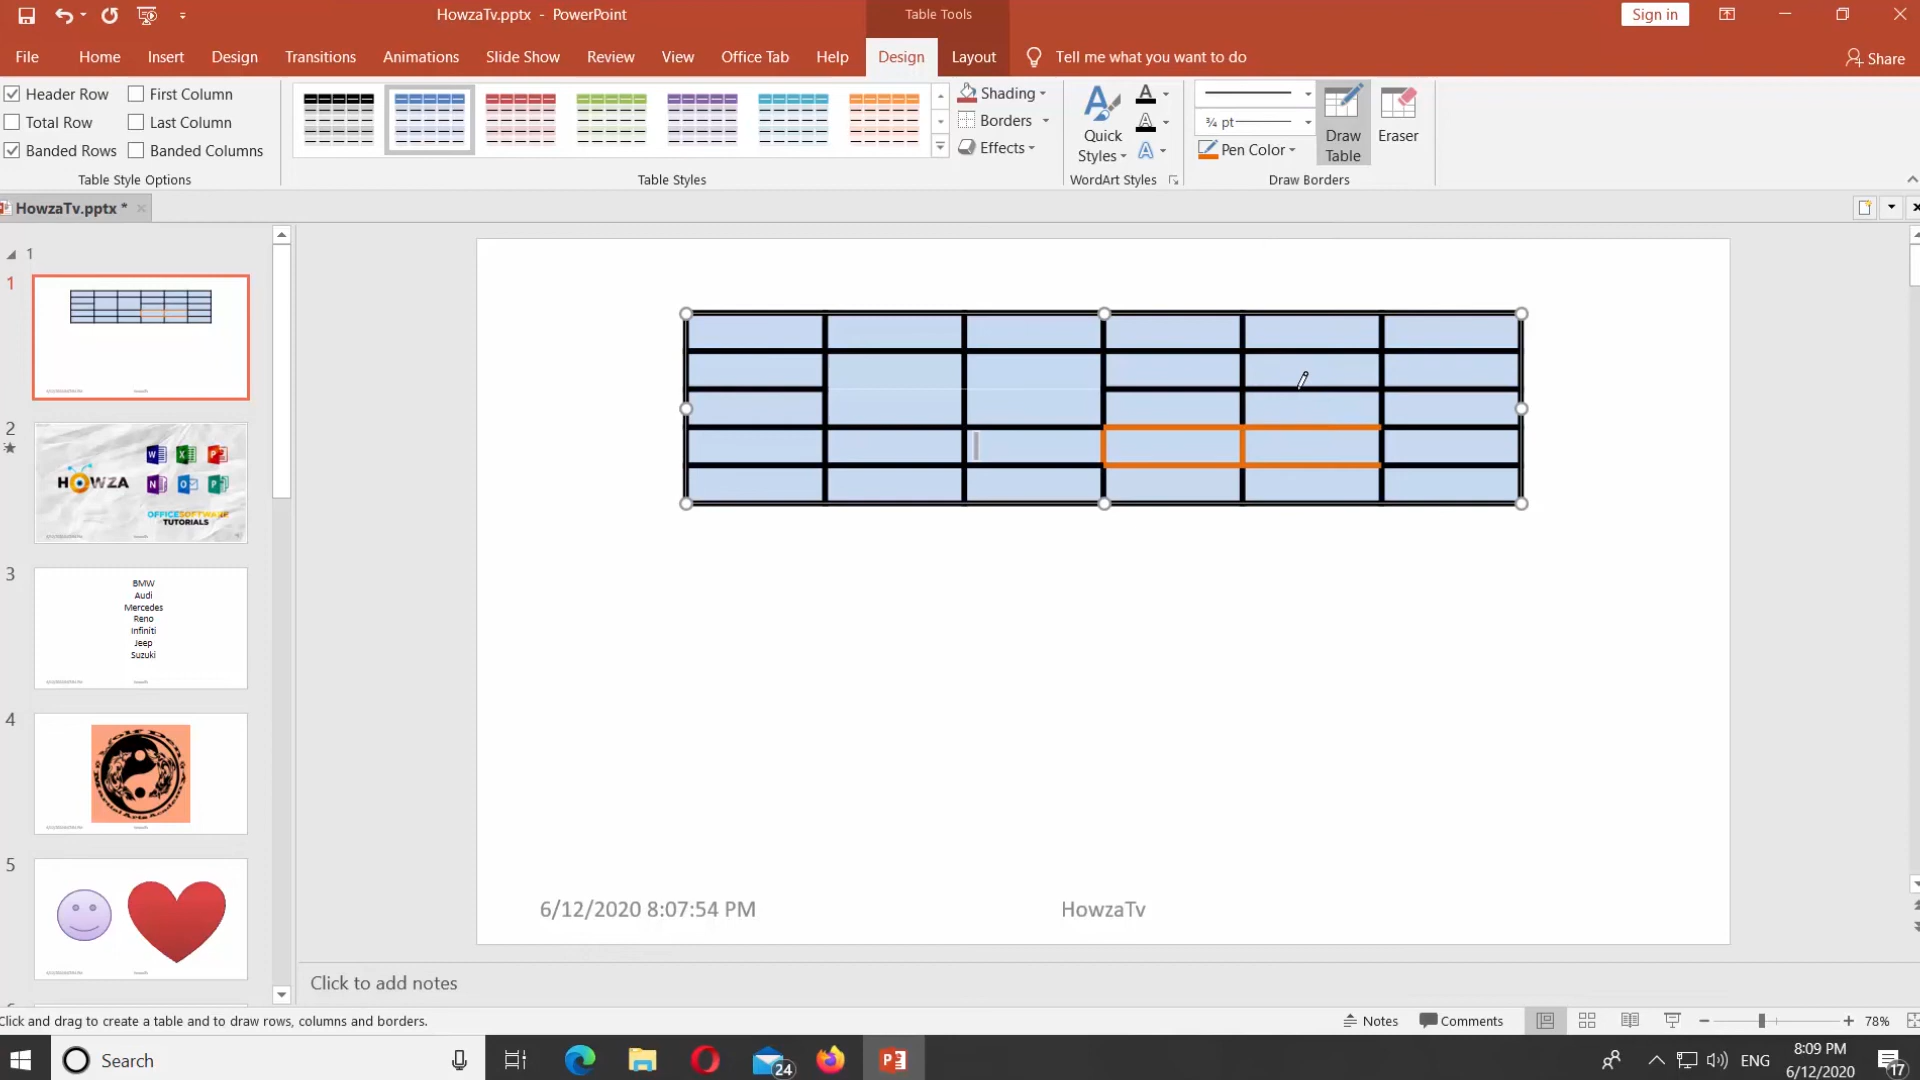 HowzaTv.pptx - PowerPoint
Table Tools
Sign in
File Home Insert Design Transitions Animations Slide Show Review View Office Tab Help Design Layout Tell me what you want to do Share
Header Row First Column
Total Row Last Column
Banded Rows Banded Columns
Table Style Options
Table Styles
Shading
Borders
Effects
Quick
Styles
WordArt Styles
¾ pt
Pen Color
Draw
Table
Eraser
Draw Borders
HowzaTv.pptx *
1
1
2
HOWZA
OFFICESOFTWARE
TUTORIALS
3
BMW
Audi
Mercedes
Reno
Infiniti
Jeep
Suzuki
4
Wolf Den
Martial Arts Academy
5
6/12/2020 8:07:54 PM
HowzaTv
Click to add notes
Click and drag to create a table and to draw rows, columns and borders.
Notes Comments 78%
Search
24
ENG
8:09 PM
6/12/2020
17